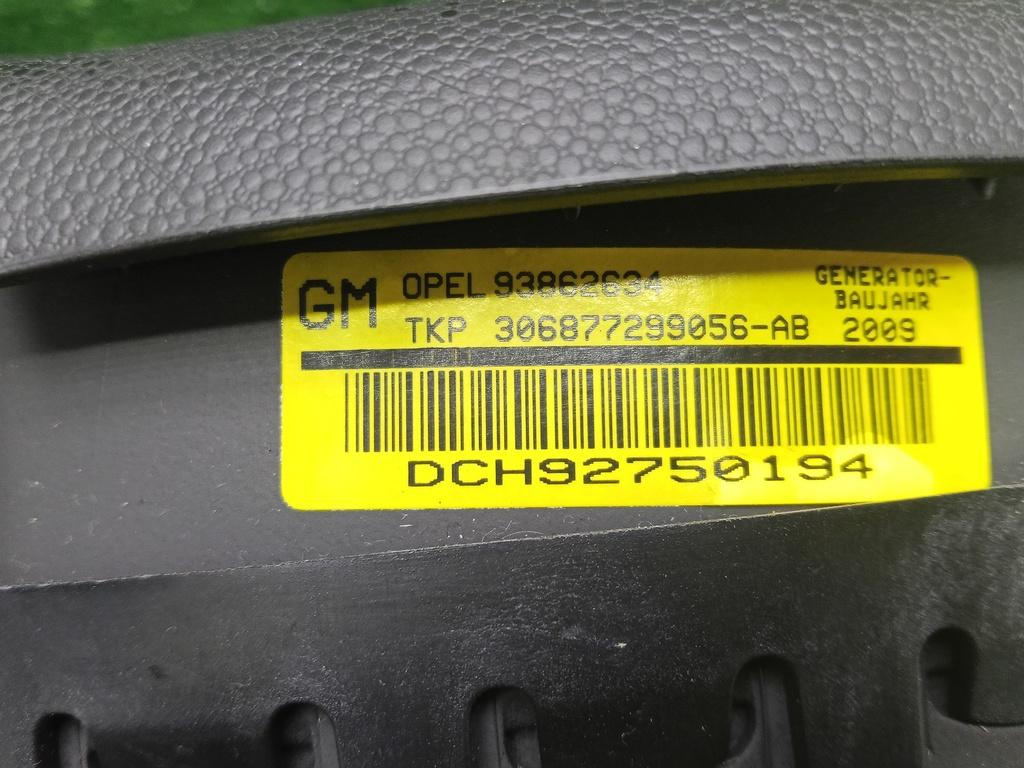 GM OPEL 93862634 GENERATOR-
BAUJAHR
TKP 306877299056-AB 2009
DCH92750194